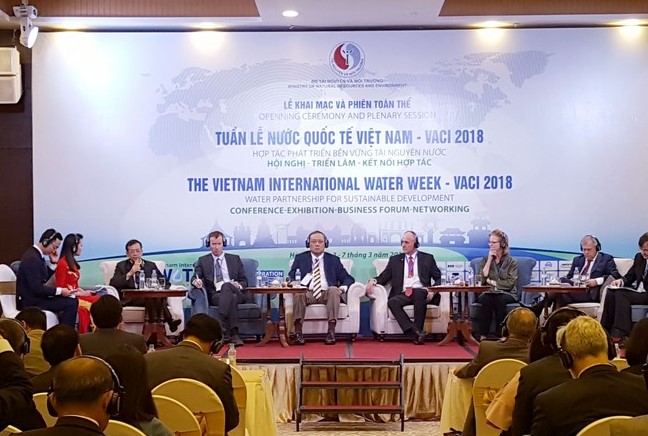 BỘ TÀI NGUYÊN VÀ MÔI TRƯỜNG
MINISTRY OF NATURAL RESOURCES AND ENVIRONMENT
LỄ KHAI MẠC VÀ PHIÊN TOÀN THỂ
OPENNING CEREMONY AND PLENARY SESSION
TUẦN LỄ NƯỚC QUỐC TẾ VIỆT NAM - VACI 2018
HỢP TÁC PHÁT TRIỂN BỀN VỮNG TÀI NGUYÊN NƯỚC
HỘI NGHỊ - TRIỂN LÃM - KẾT NỐI HỢP TÁC
THE VIETNAM INTERNATIONAL WATER WEEK - VACI 2018
WATER PARTNERSHIP FOR SUSTAINABLE DEVELOPMENT
CONFERENCE-EXHIBITION-BUSINESS FORUM-NETWORKING
7 tháng 3 năm